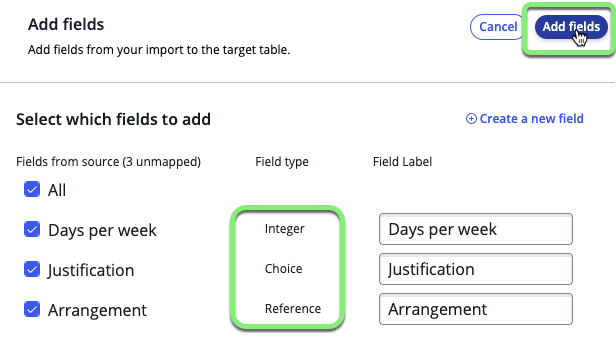 Add fields
Cancel
Add fields
Add fields from your import to the target table.
Select which fields to add
Create a new field
Fields from source (3 unmapped) Field type Field Label
All
Days per week Integer Days per week
Justification Choice Justification
Arrangement Reference Arrangement